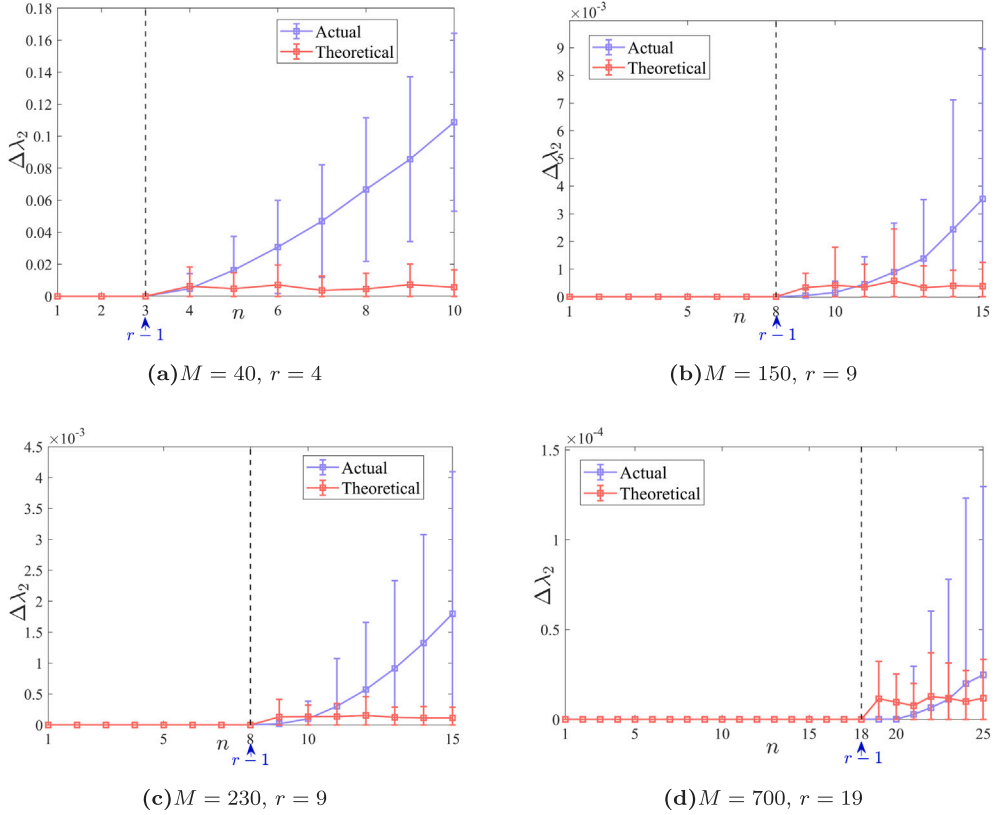 0.18
0.16
0.14
0.12
0.1
0.08
0.06
0.04
0.02
0
Δλ₂
Actual
Theoretical
1 2 3 4 6 8 10
n
r − 1
(a) M = 40, r = 4
×10⁻³
9
8
7
6
5
4
3
2
1
0
Δλ₂
Actual
Theoretical
1 5 8 10 15
n
r − 1
(b) M = 150, r = 9
×10⁻³
4.5
4
3.5
3
2.5
2
1.5
1
0.5
0
Δλ₂
Actual
Theoretical
1 5 8 10 15
n
r − 1
(c) M = 230, r = 9
×10⁻⁴
1.5
1
0.5
0
Δλ₂
Actual
Theoretical
1 5 10 18 20 25
n
r − 1
(d) M = 700, r = 19